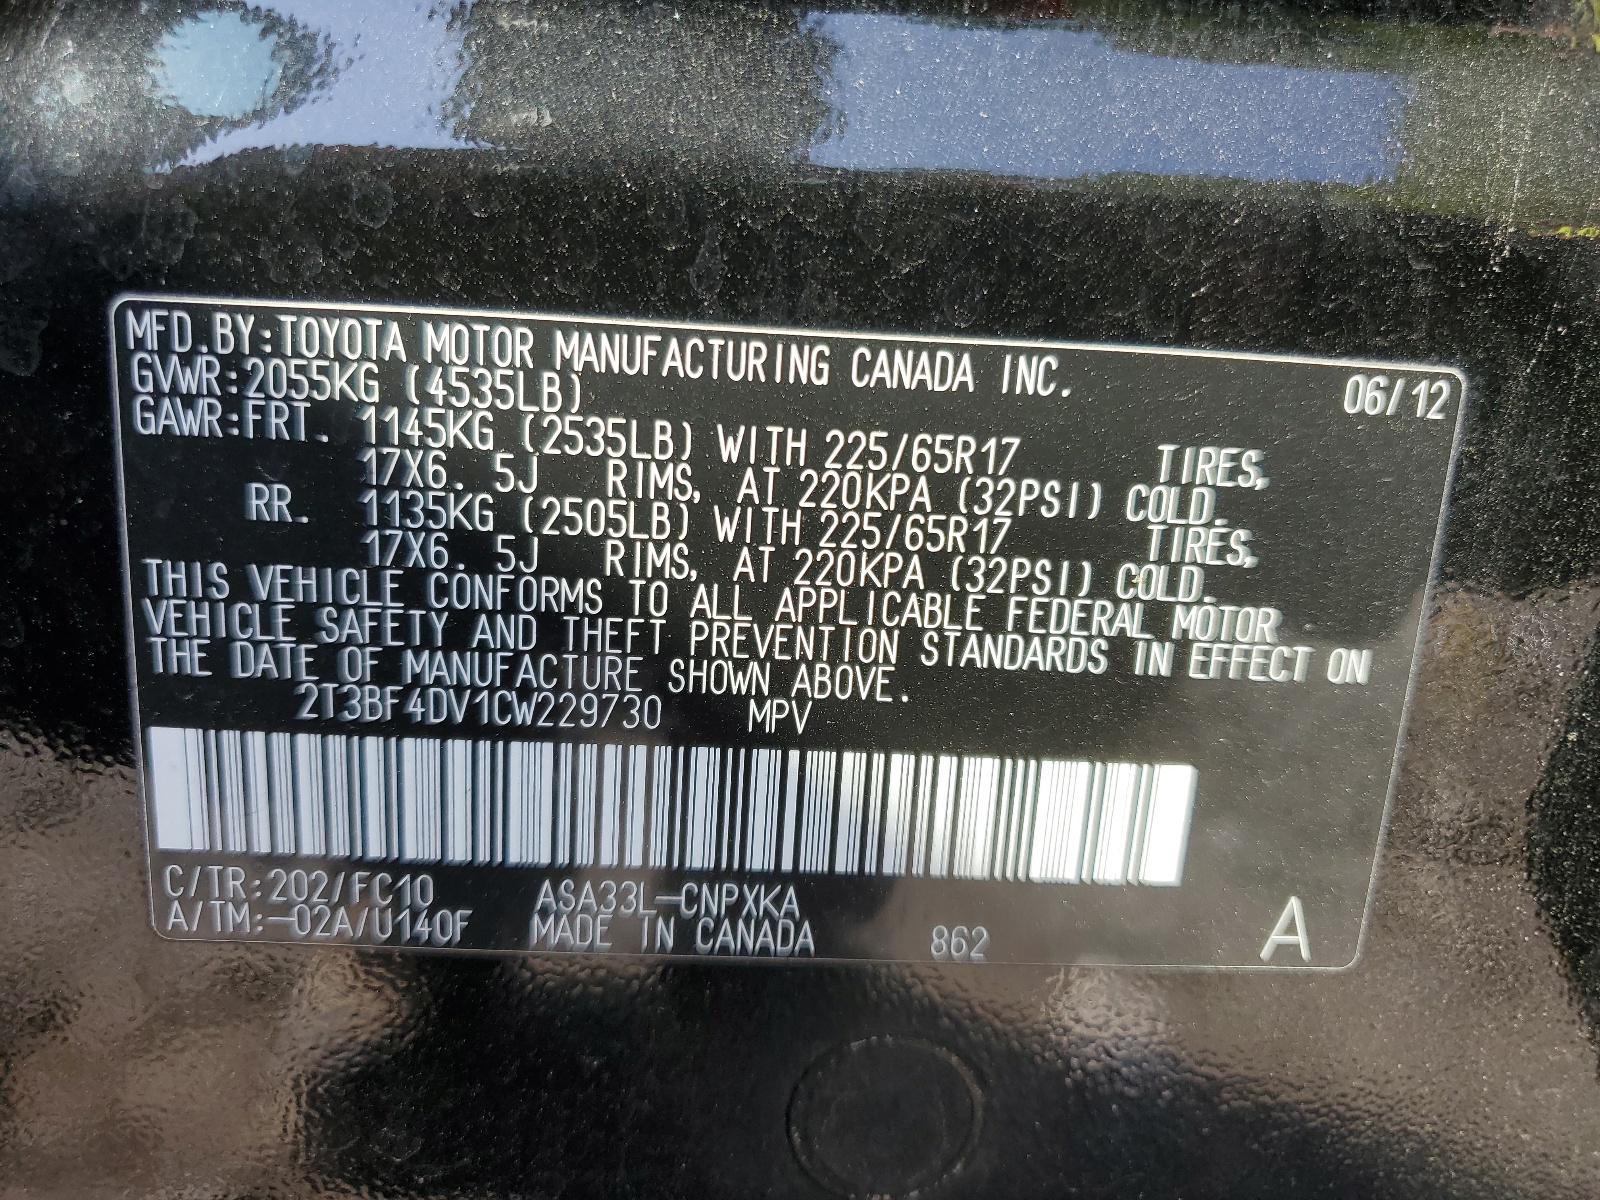 MFD.BY:TOYOTA MOTOR MANUFACTURING CANADA INC. 06/12
GVWR:2055KG (4535LB)
GAWR:FRT. 1145KG (2535LB) WITH 225/65R17 TIRES,
17X6. 5J RIMS, AT 220KPA (32PSI) COLD.
RR. 1135KG (2505LB) WITH 225/65R17 TIRES,
17X6. 5J RIMS, AT 220KPA (32PSI) COLD.
THIS VEHICLE CONFORMS TO ALL APPLICABLE FEDERAL MOTOR
VEHICLE SAFETY AND THEFT PREVENTION STANDARDS IN EFFECT ON
THE DATE OF MANUFACTURE SHOWN ABOVE.
2T3BF4DV1CW229730 MPV
C/TR:202/FC10 ASA33L-CNPXKA
A/TM:-02A/U140F MADE IN CANADA 862 A